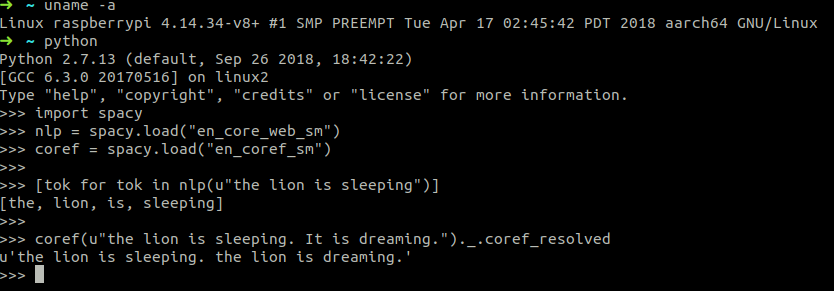 ➜ ~ uname -a
Linux raspberrypi 4.14.34-v8+ #1 SMP PREEMPT Tue Apr 17 02:45:42 PDT 2018 aarch64 GNU/Linux
➜ ~ python
Python 2.7.13 (default, Sep 26 2018, 18:42:22)
[GCC 6.3.0 20170516] on linux2
Type "help", "copyright", "credits" or "license" for more information.
>>> import spacy
>>> nlp = spacy.load("en_core_web_sm")
>>> coref = spacy.load("en_coref_sm")
>>>
>>> [tok for tok in nlp(u"the lion is sleeping")]
[the, lion, is, sleeping]
>>>
>>> coref(u"the lion is sleeping. It is dreaming.")._.coref_resolved
u'the lion is sleeping. the lion is dreaming.'
>>>